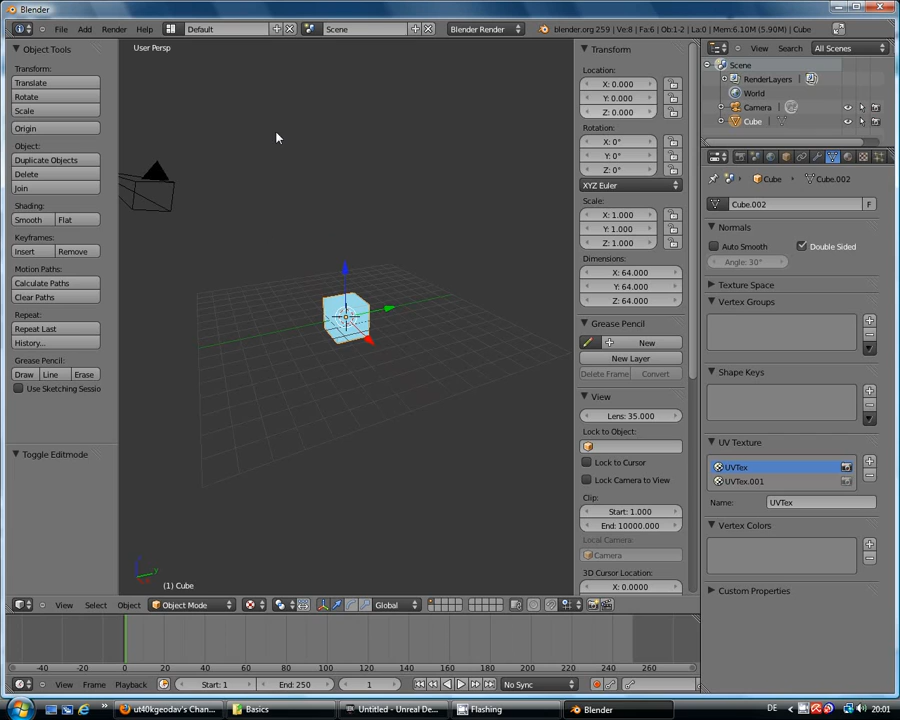 Blender
File Add Render Help Default Scene Blender Render blender.org 259 | Ve:8 | Fa:6 | Ob:1-2 | La:0 | Mem:6.10M (5.90M) | Cube
Object Tools
Transform:
Translate
Rotate
Scale
Origin
Object:
Duplicate Objects
Delete
Join
Shading:
Smooth Flat
Keyframes:
Insert Remove
Motion Paths:
Calculate Paths
Clear Paths
Repeat:
Repeat Last
History...
Grease Pencil:
Draw Line Erase
Use Sketching Sessio
Toggle Editmode
User Persp
(1) Cube
Transform
Location:
X: 0.000
Y: 0.000
Z: 0.000
Rotation:
X: 0°
Y: 0°
Z: 0°
XYZ Euler
Scale:
X: 1.000
Y: 1.000
Z: 1.000
Dimensions:
X: 64.000
Y: 64.000
Z: 64.000
Grease Pencil
New
New Layer
Delete Frame Convert
View
Lens: 35.000
Lock to Object:
Lock to Cursor
Lock Camera to View
Clip:
Start: 1.000
End: 10000.000
Local Camera:
Camera
3D Cursor Location:
X: 0.0000
View Search All Scenes
Scene
RenderLayers
World
Camera
Cube
Cube Cube.002
Cube.002 F
Normals
Auto Smooth Double Sided
Angle: 30°
Texture Space
Vertex Groups
Shape Keys
UV Texture
UVTex
UVTex.001
Name: UVTex
Vertex Colors
Custom Properties
View Select Object Object Mode Global
-40 -20 0 20 40 60 80 100 120 140 160 180 200 220 240 260
View Frame Playback Start: 1 End: 250 1 No Sync
ut40kgeodav's Chan... Basics Untitled - Unreal De... Flashing Blender DE 20:01